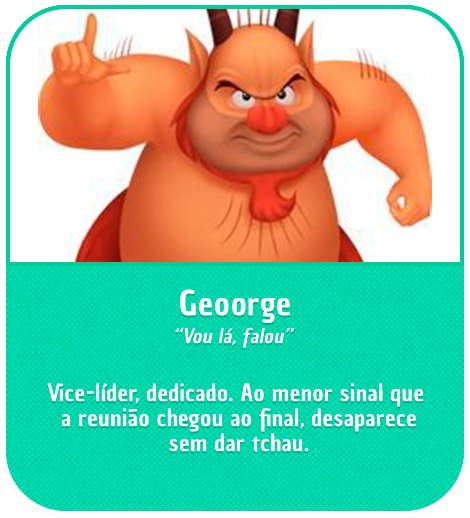 Geoorge
“Vou lá, falou”
Vice-líder, dedicado. Ao menor sinal que
a reunião chegou ao final, desaparece
sem dar tchau.